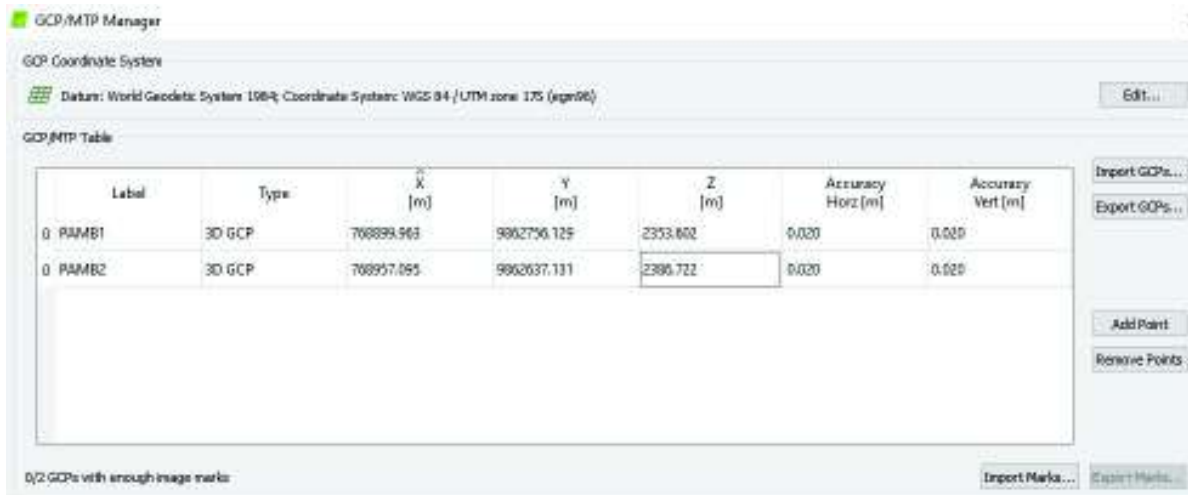 GCP/MTP Manager
GCP Coordinate System
Datum: World Geodetic System 1984; Coordinate System: WGS 84 / UTM zone 17S (egm96)
Edit...
GCP/MTP Table
Label Type X [m] Y [m] Z [m] Accuracy Horz [m] Accuracy Vert [m]
0 PAMB1 3D GCP 768899.963 9862756.129 2353.602 0.020 0.020
0 PAMB2 3D GCP 768957.095 9862637.131 2386.722 0.020 0.020
Import GCPs...
Export GCPs...
Add Point
Remove Points
0/2 GCPs with enough image marks
Import Marks...
Export Marks...